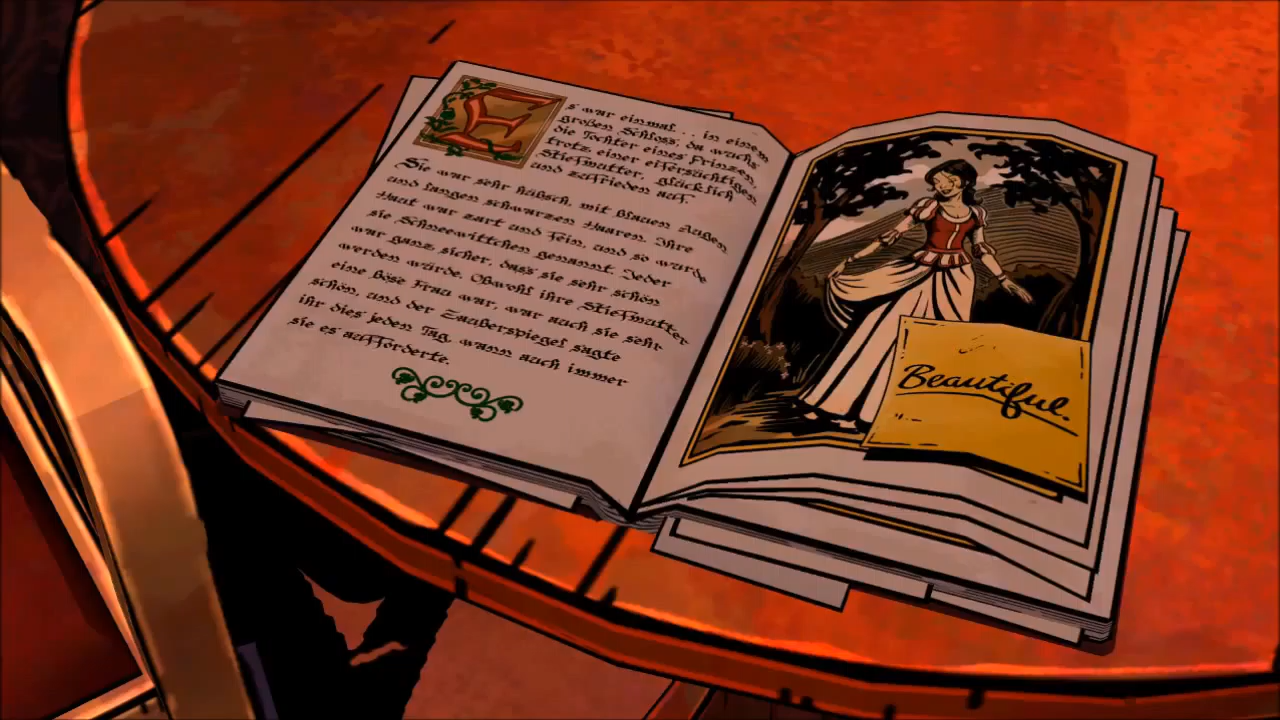 Es war einmal . . in einem
großen Schloss, da wuchs
die Tochter eines Prinzen,
trotz einer eifersüchtigen
Stiefmutter, glücklich
und zufrieden auf.
Sie war sehr hübsch, mit blauen Augen
und langen schwarzen Haaren. Ihre
Haut war zart und fein, und so wurde
sie Schneewittchen genannt. Jeder
war ganz sicher, dass sie sehr schön
werden würde. Obwohl ihre Stiefmutter
eine böse Frau war, war auch sie sehr
schön, und der Zauberspiegel sagte
ihr dies jeden Tag, wann auch immer
sie es aufförderte.
Beautiful.